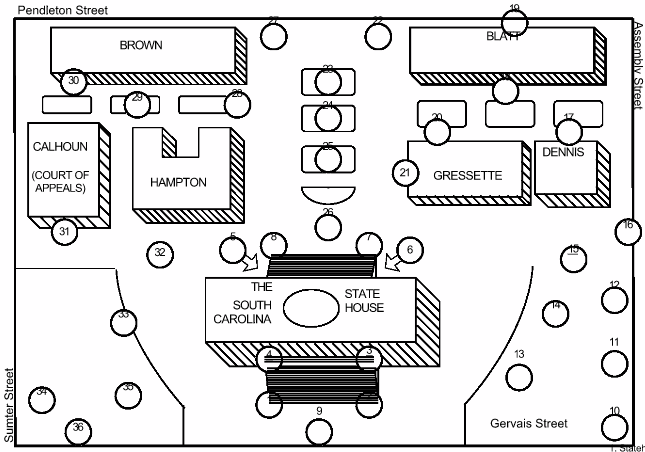 Pendleton Street
19
27
22
BROWN
BLATT
Assembly Street
23
30
18
29
28
24
20
17
CALHOUN
(COURT OF
APPEALS)
HAMPTON
25
21
GRESSETTE
DENNIS
26
31
16
32
5
8
7
6
15
THE
SOUTH
CAROLINA
STATE
HOUSE
12
14
33
4
3
11
13
34
35
Sumter Street
36
9
Gervais Street
10
1. Stateh